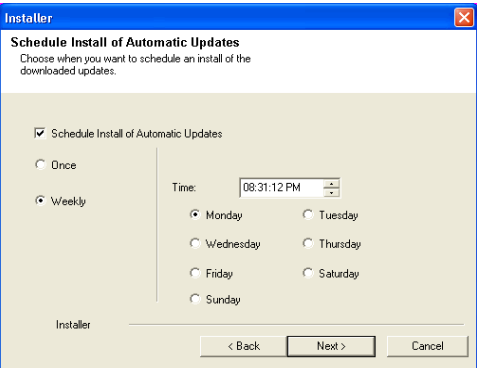 Installer
Schedule Install of Automatic Updates
Choose when you want to schedule an install of the
downloaded updates.
Schedule Install of Automatic Updates
Once
Weekly
Time: 08:31:12 PM
Monday Tuesday
Wednesday Thursday
Friday Saturday
Sunday
Installer
< Back Next > Cancel